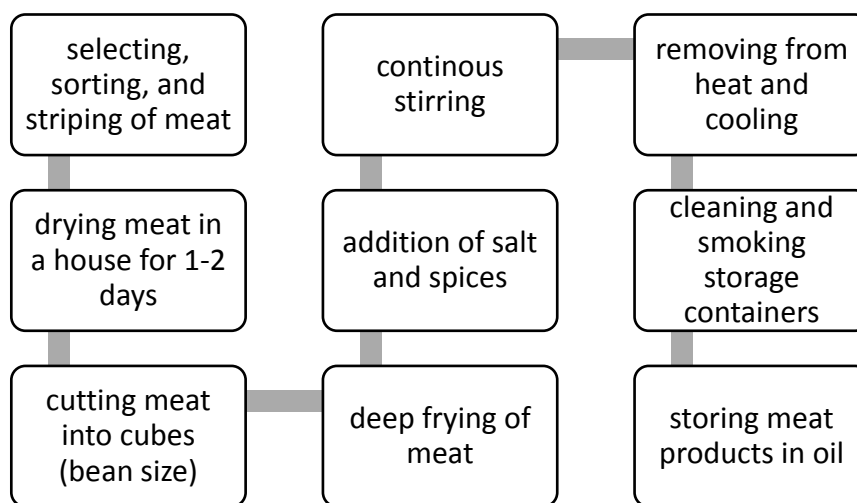 selecting,
sorting, and
striping of meat
drying meat in
a house for 1-2
days
cutting meat
into cubes
(bean size)
deep frying of
meat
addition of salt
and spices
continous
stirring
removing from
heat and
cooling
cleaning and
smoking
storage
containers
storing meat
products in oil